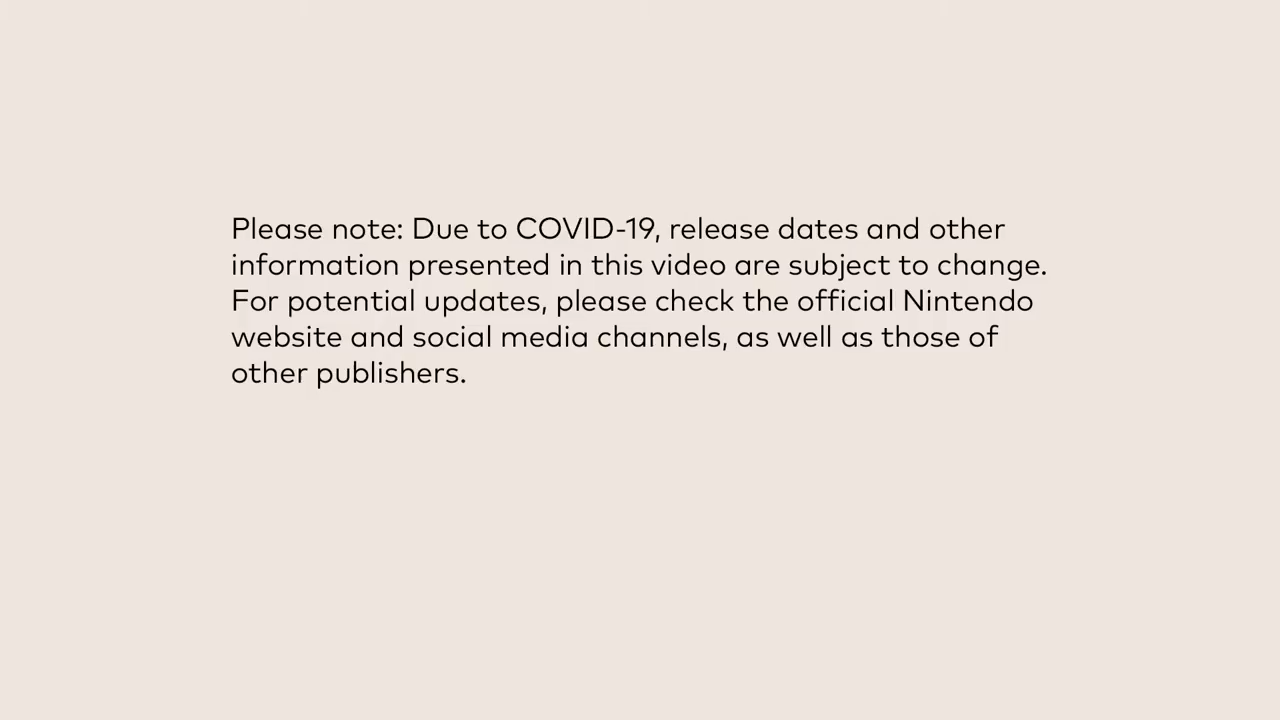 Please note: Due to COVID-19, release dates and other
information presented in this video are subject to change.
For potential updates, please check the official Nintendo
website and social media channels, as well as those of
other publishers.